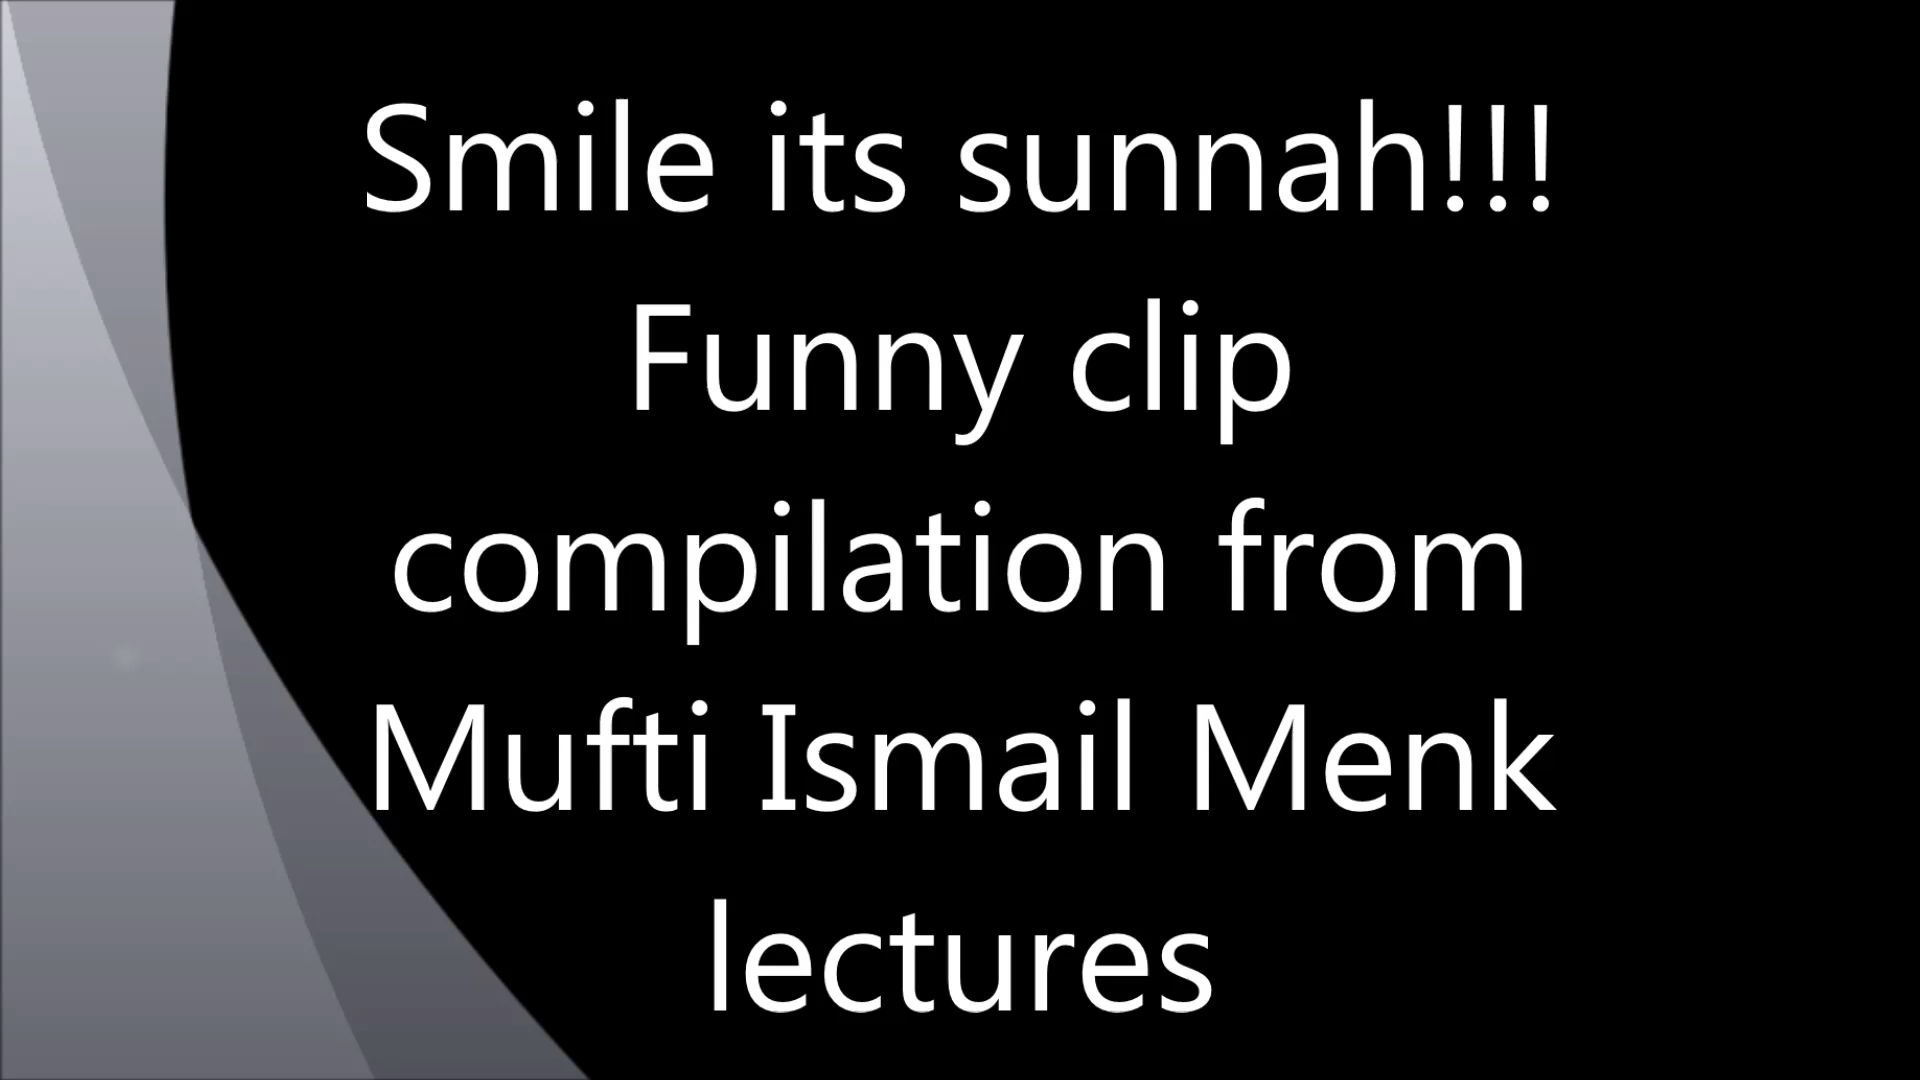 Smile its sunnah!!!
Funny clip
compilation from
Mufti Ismail Menk
lectures